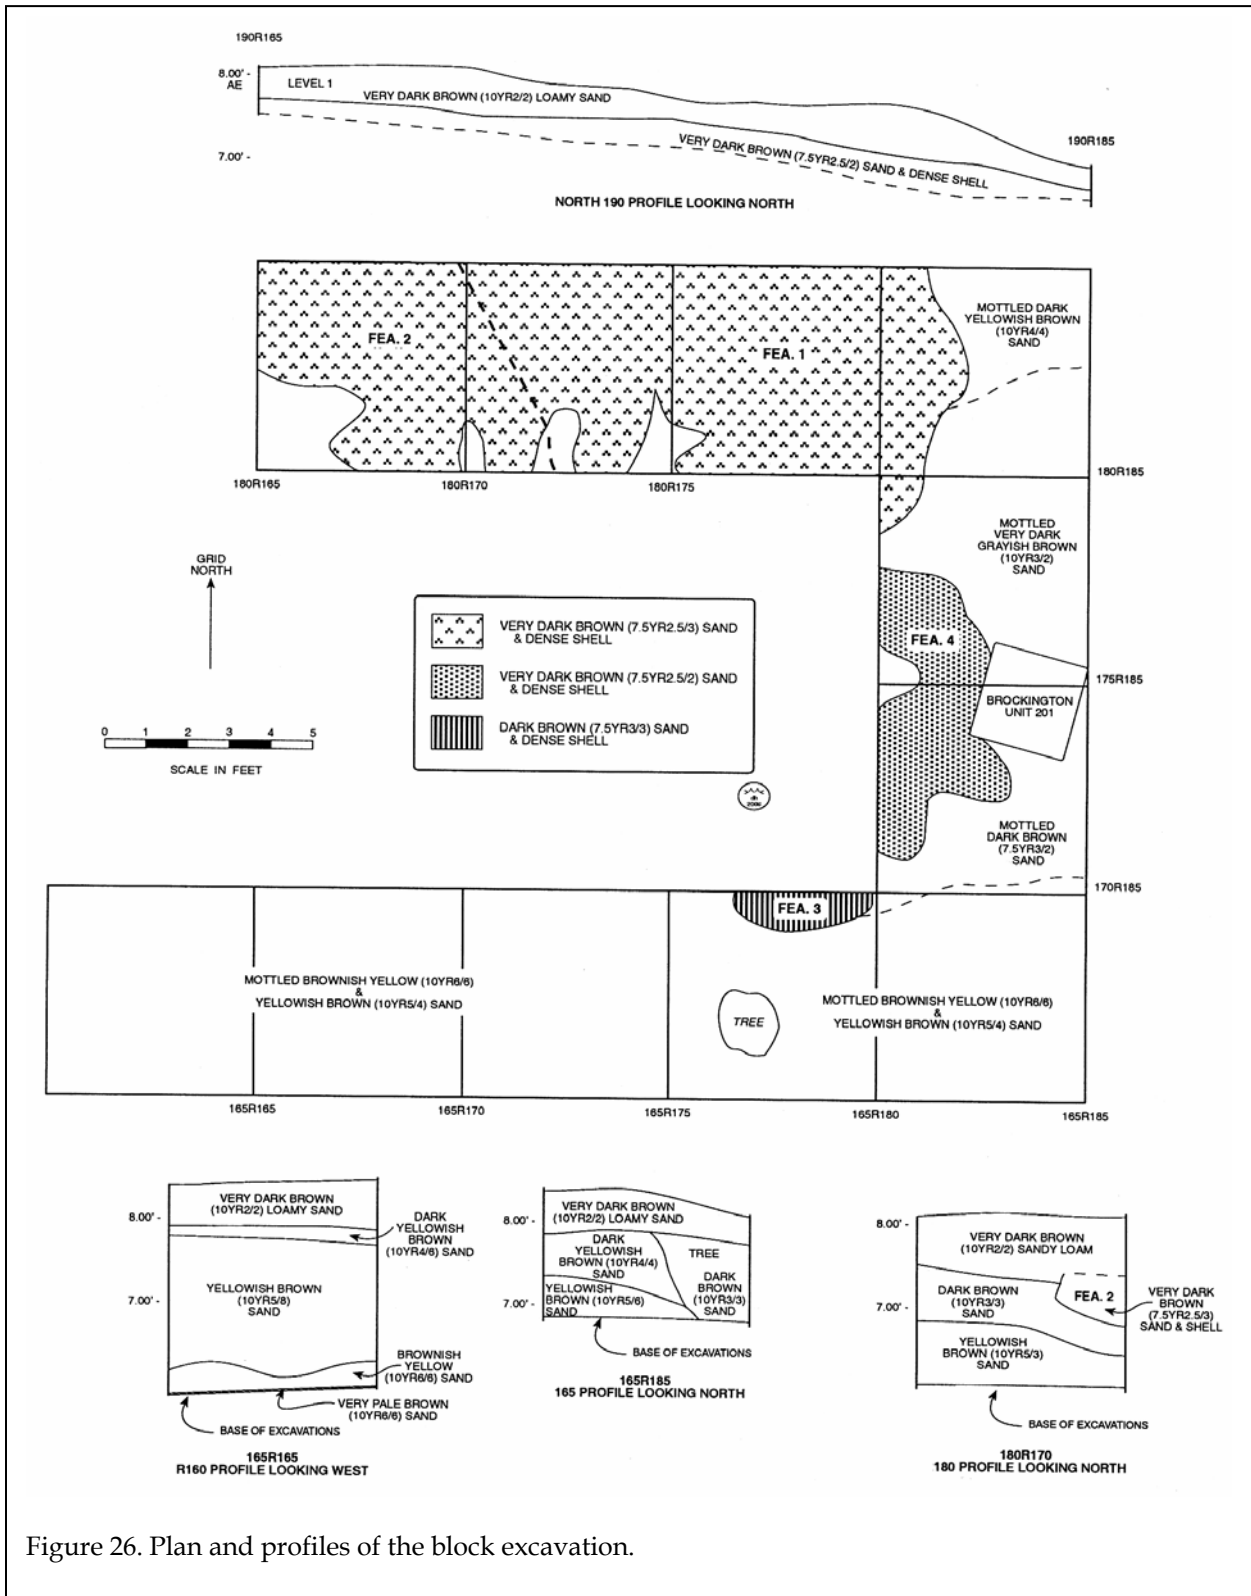 190R165
8.00' -
AE
LEVEL 1
VERY DARK BROWN (10YR2/2) LOAMY SAND
190R185
7.00' -
VERY DARK BROWN (7.5YR2.5/2) SAND & DENSE SHELL
NORTH 190 PROFILE LOOKING NORTH
FEA. 2
FEA. 1
MOTTLED DARK
YELLOWISH BROWN
(10YR4/4)
SAND
180R165
180R170
180R175
180R185
MOTTLED
VERY DARK
GRAYISH BROWN
(10YR3/2)
SAND
GRID
NORTH
VERY DARK BROWN (7.5YR2.5/3) SAND
& DENSE SHELL
VERY DARK BROWN (7.5YR2.5/2) SAND
& DENSE SHELL
DARK BROWN (7.5YR3/3) SAND
& DENSE SHELL
FEA. 4
175R185
BROCKINGTON
UNIT 201
0 1 2 3 4 5
SCALE IN FEET
2000
MOTTLED
DARK BROWN
(7.5YR3/2)
SAND
170R185
FEA. 3
MOTTLED BROWNISH YELLOW (10YR6/6)
&
YELLOWISH BROWN (10YR5/4) SAND
TREE
MOTTLED BROWNISH YELLOW (10YR6/6)
&
YELLOWISH BROWN (10YR5/4) SAND
165R165
165R170
165R175
165R180
165R185
VERY DARK BROWN
(10YR2/2) LOAMY SAND
8.00' -
DARK
YELLOWISH
BROWN
(10YR4/6) SAND
YELLOWISH BROWN
(10YR5/8)
SAND
7.00' -
BROWNISH
YELLOW
(10YR6/6) SAND
VERY PALE BROWN
(10YR6/6) SAND
BASE OF EXCAVATIONS
165R165
R160 PROFILE LOOKING WEST
VERY DARK BROWN
(10YR2/2) LOAMY SAND
8.00' -
DARK
YELLOWISH
BROWN (10YR4/4)
SAND
TREE
DARK
BROWN
(10YR3/3)
SAND
YELLOWISH
BROWN (10YR5/6)
SAND
7.00' -
BASE OF EXCAVATIONS
165R185
165 PROFILE LOOKING NORTH
8.00' -
VERY DARK BROWN
(10YR2/2) SANDY LOAM
DARK BROWN
(10YR3/3)
SAND
FEA. 2
VERY DARK
BROWN
(7.5YR2.5/3)
SAND & SHELL
7.00' -
YELLOWISH
BROWN (10YR5/3)
SAND
BASE OF EXCAVATIONS
180R170
180 PROFILE LOOKING NORTH
Figure 26. Plan and profiles of the block excavation.